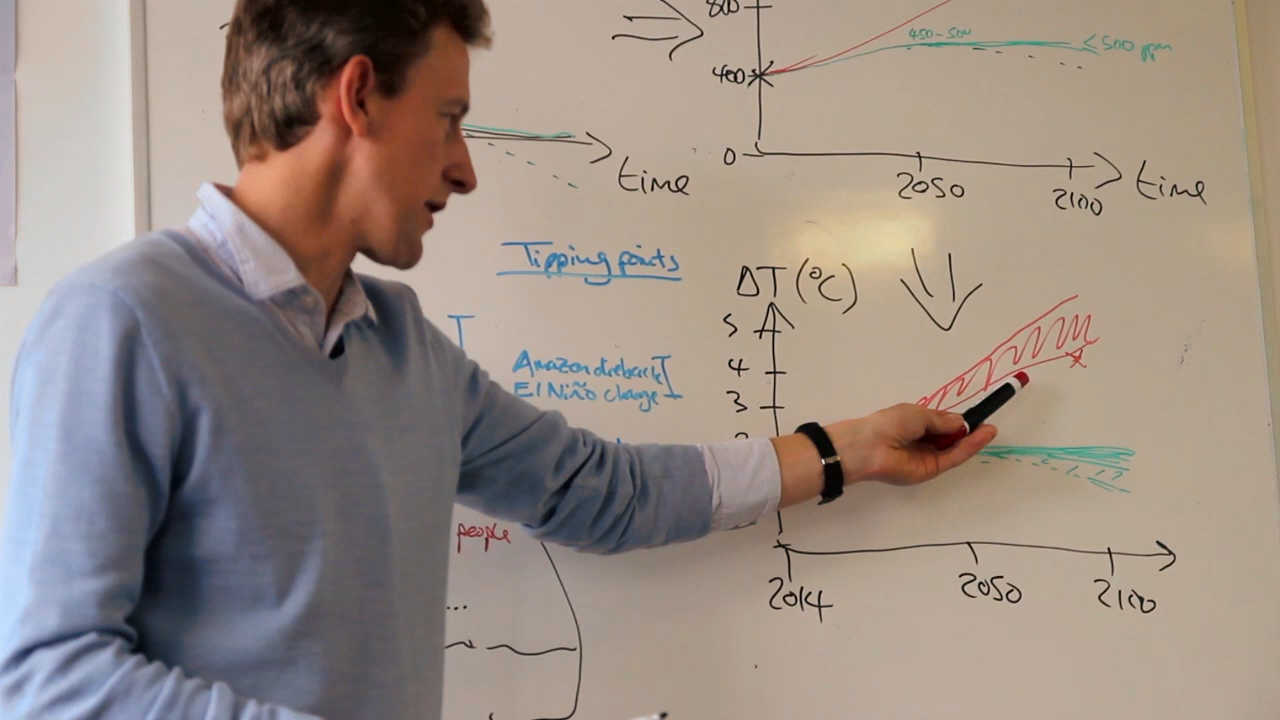 800
450-500
≤500 ppm
400
0
2050
2100
time
time
Tipping points
ΔT (°C)
5
4
3
Amazon dieback
El Niño change
people
...
2014
2050
2100